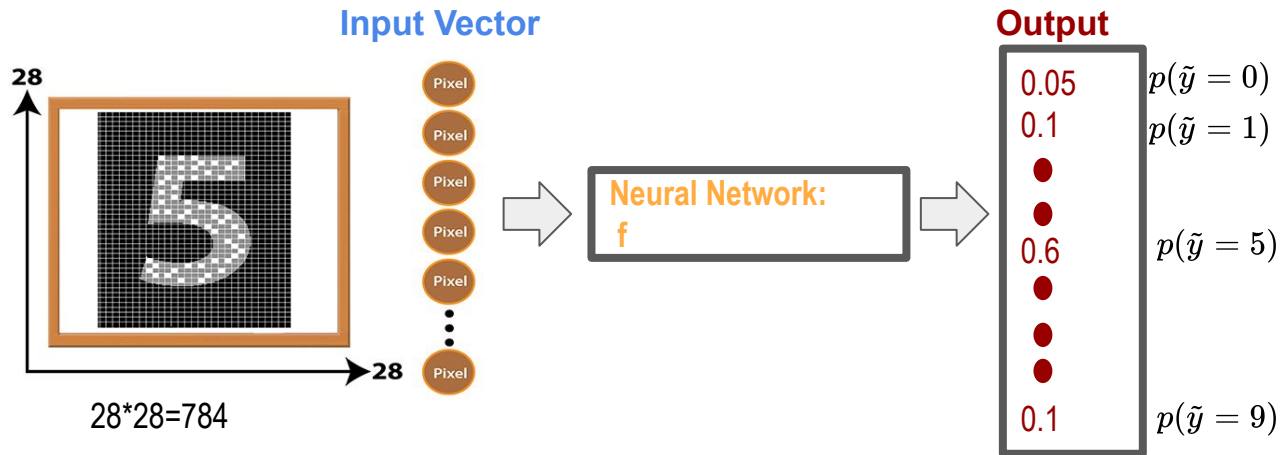 Input Vector
Output
28
Pixel
0.05
p(ỹ = 0)
Pixel
0.1
p(ỹ = 1)
Pixel
Neural Network:
f
Pixel
0.6
p(ỹ = 5)
Pixel
Pixel
28
28*28=784
0.1
p(ỹ = 9)
5